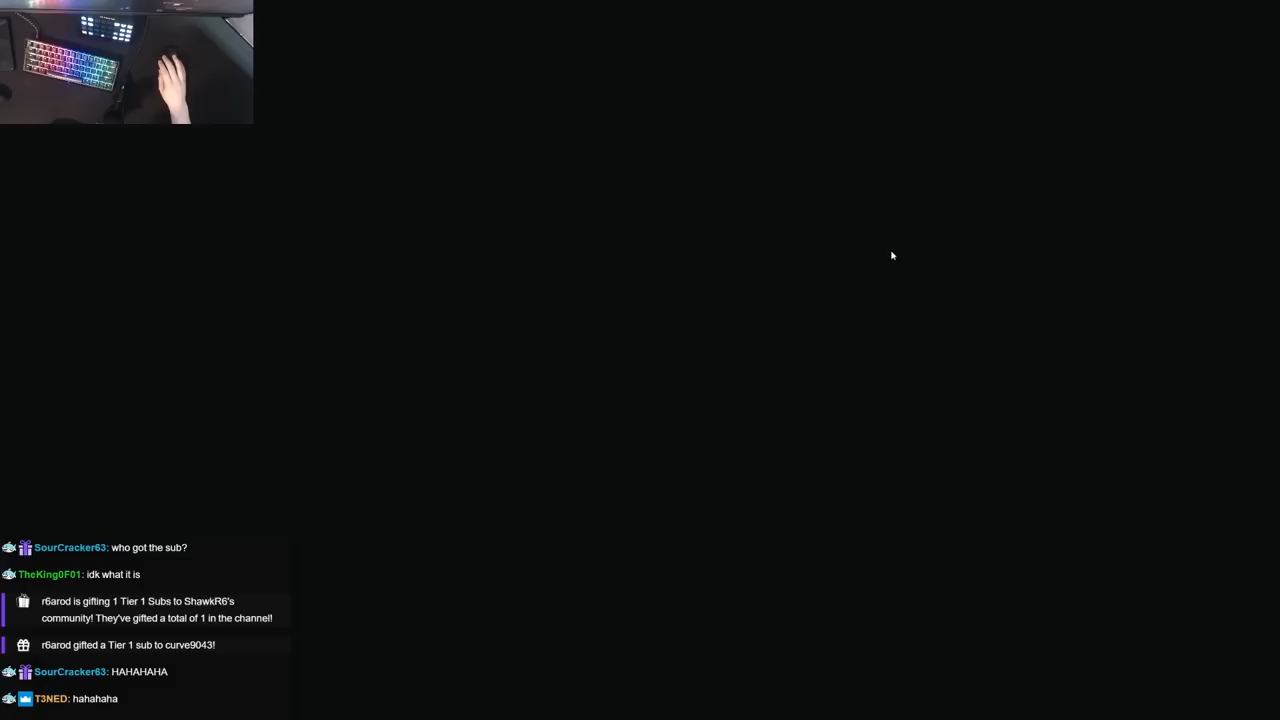 SourCracker63: who got the sub?
TheKing0F01: idk what it is
r6arod is gifting 1 Tier 1 Subs to ShawkR6's
community! They've gifted a total of 1 in the channel!
r6arod gifted a Tier 1 sub to curve9043!
SourCracker63: HAHAHAHA
T3NED: hahahaha